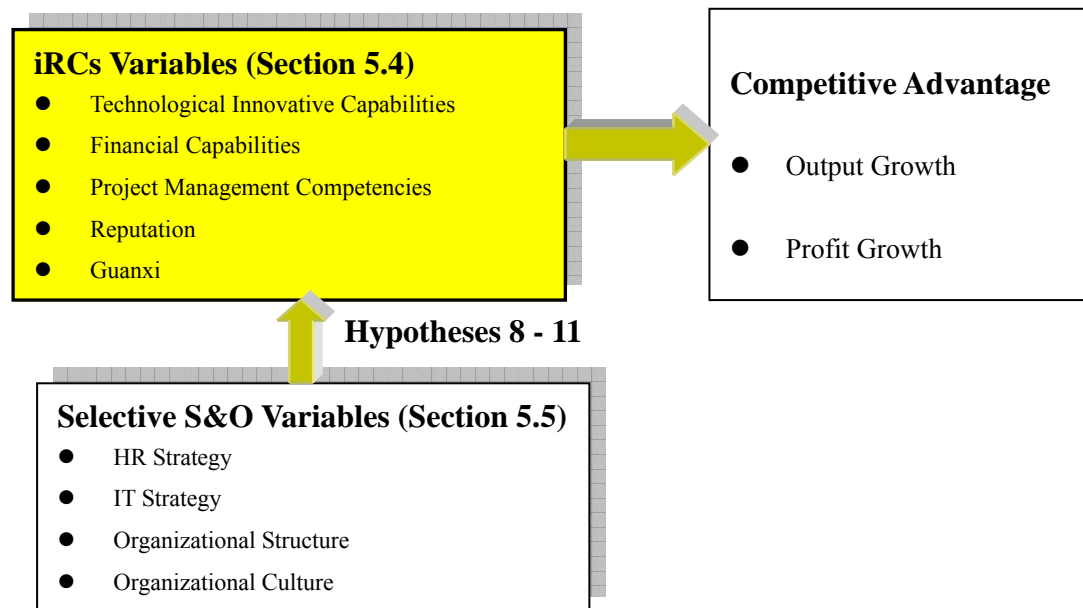 iRCs Variables (Section 5.4)
● Technological Innovative Capabilities
● Financial Capabilities
● Project Management Competencies
● Reputation
● Guanxi
Competitive Advantage
● Output Growth
● Profit Growth
Hypotheses 8 - 11
Selective S&O Variables (Section 5.5)
● HR Strategy
● IT Strategy
● Organizational Structure
● Organizational Culture